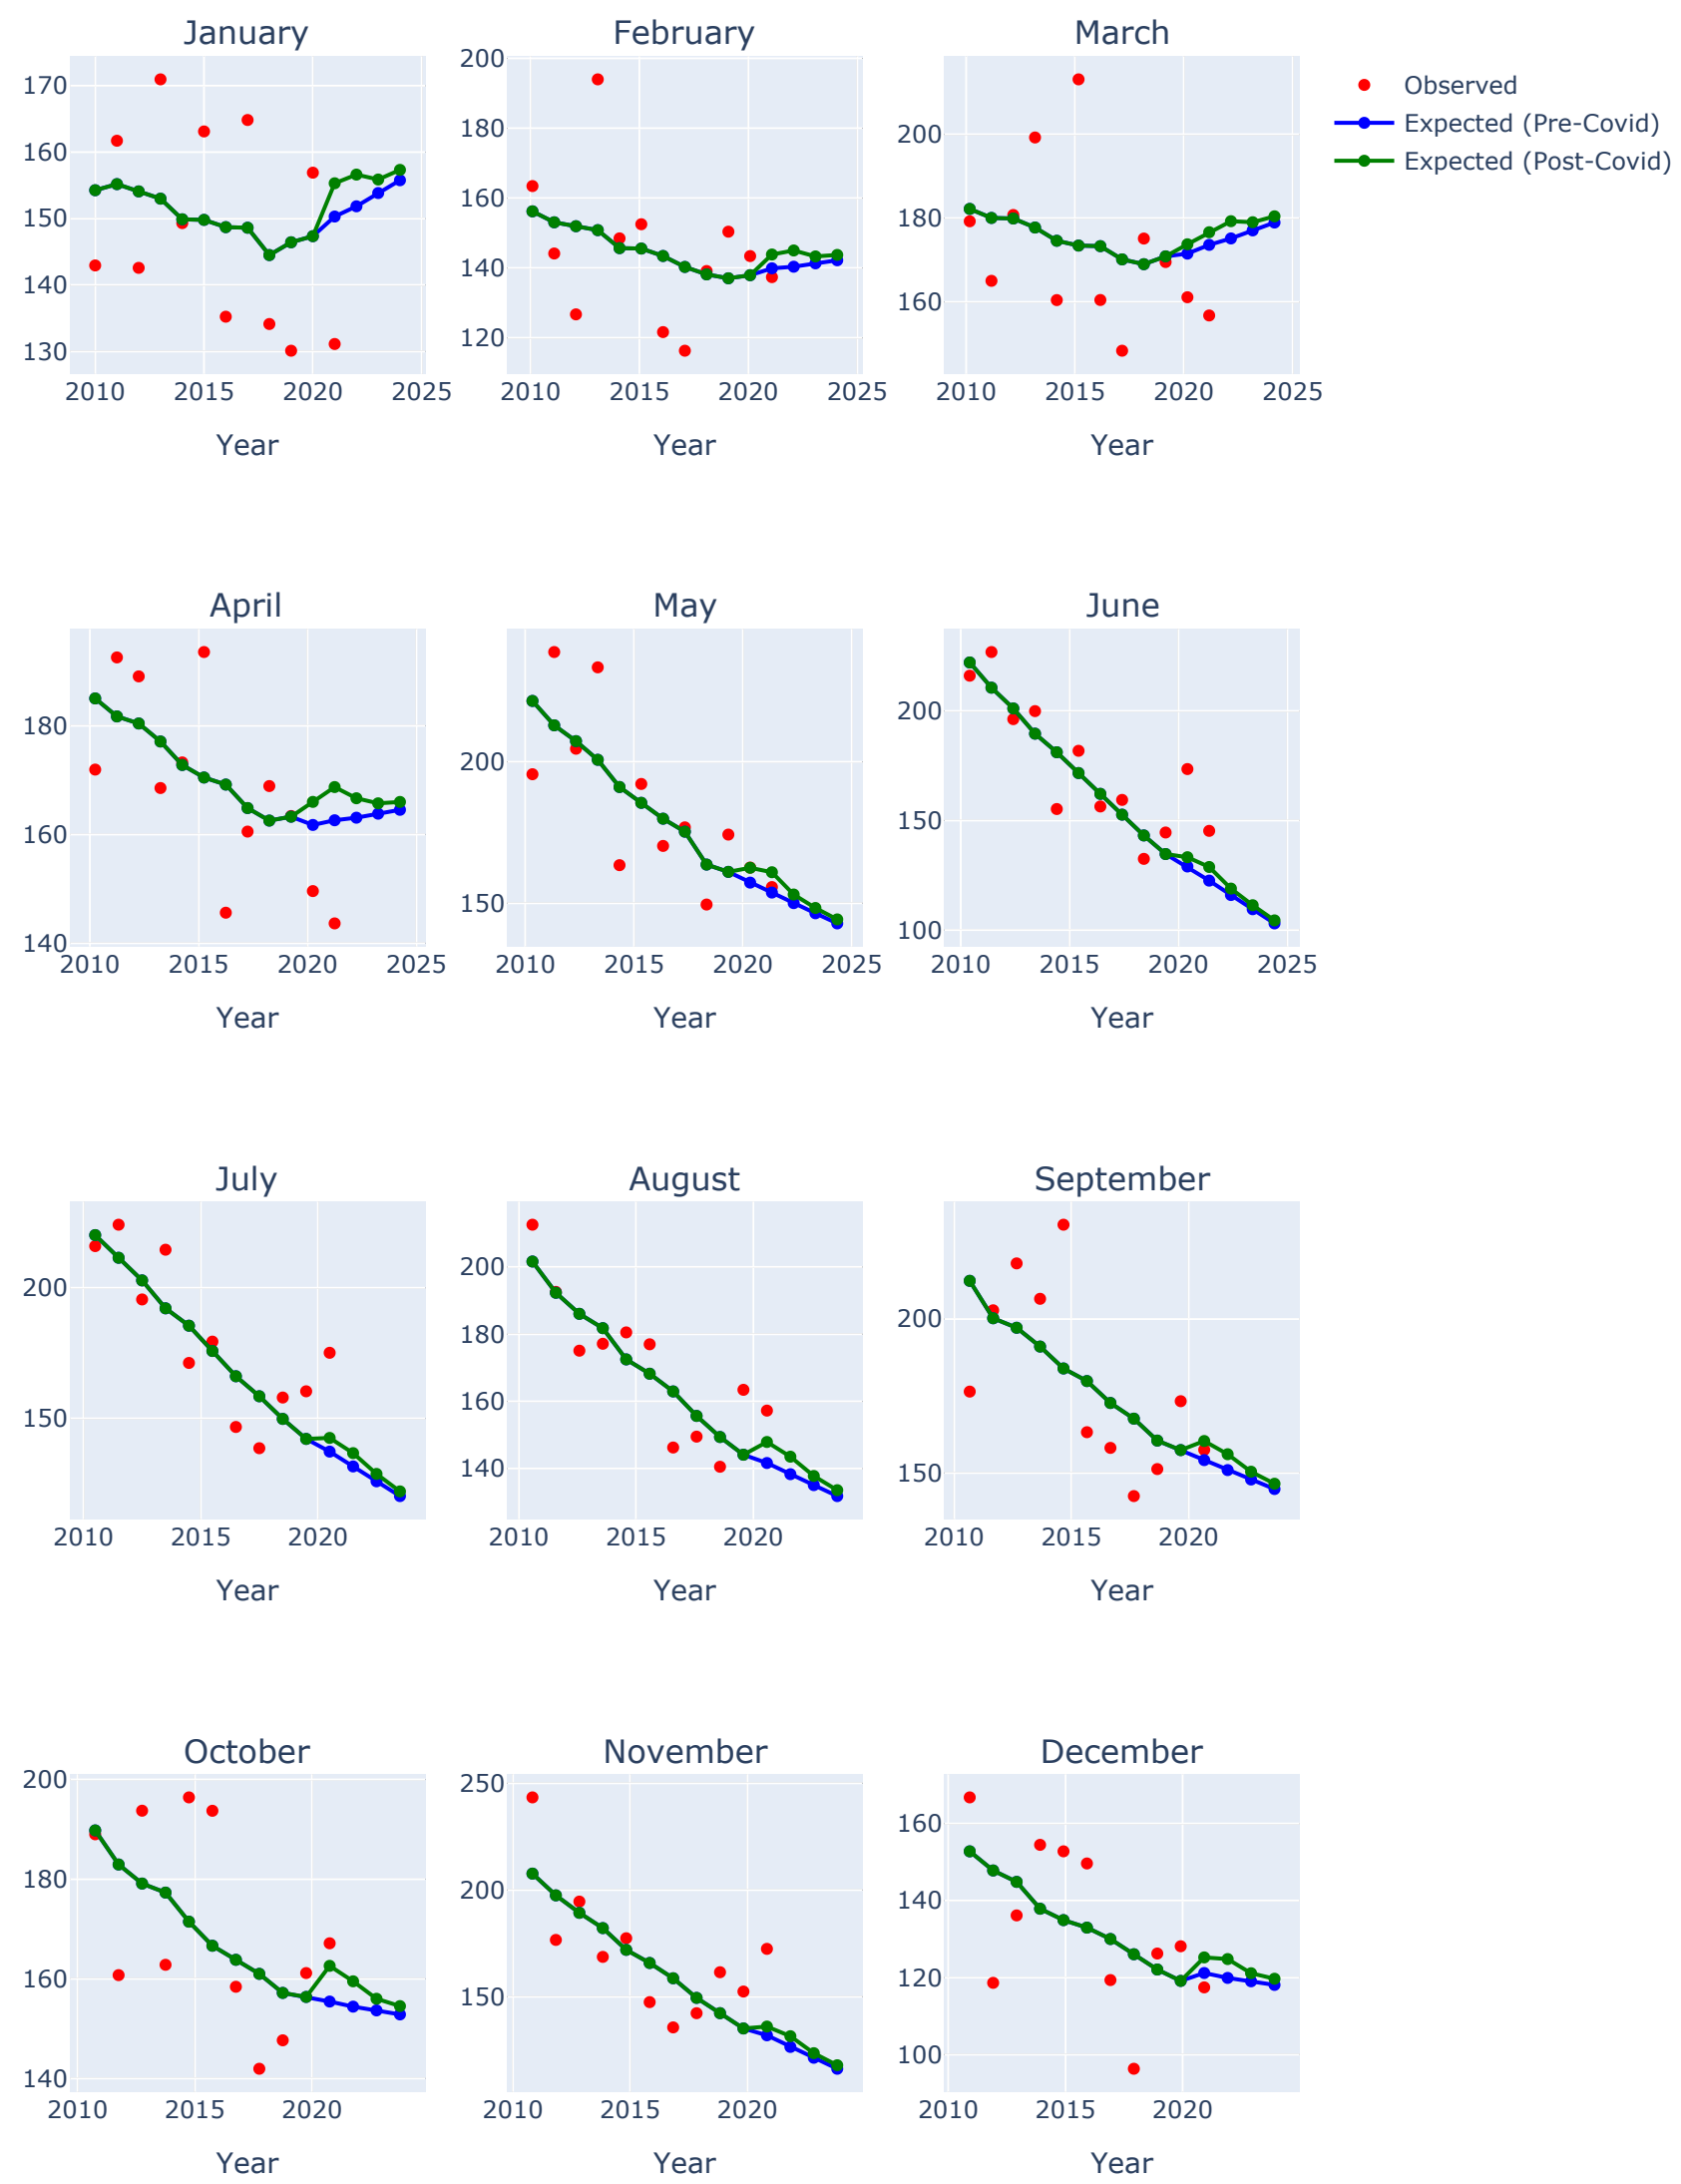 January February March
170
160
150
140
130
2010 2015 2020 2025
Year
200
180
160
140
120
2010 2015 2020 2025
Year
200
180
160
2010 2015 2020 2025
Year
Observed
Expected (Pre-Covid)
Expected (Post-Covid)
April May June
180
160
140
2010 2015 2020 2025
Year
200
150
2010 2015 2020 2025
Year
200
150
100
2010 2015 2020 2025
Year
July August September
200
150
2010 2015 2020
Year
200
180
160
140
2010 2015 2020
Year
200
150
2010 2015 2020
Year
October November December
200
180
160
140
2010 2015 2020
Year
250
200
150
2010 2015 2020
Year
160
140
120
100
2010 2015 2020
Year